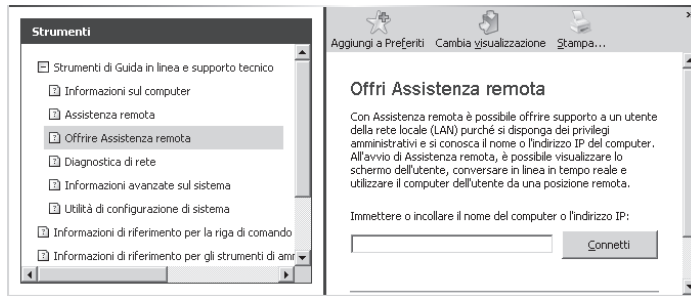 Strumenti
Strumenti di Guida in linea e supporto tecnico
Informazioni sul computer
Assistenza remota
Offrire Assistenza remota
Diagnostica di rete
Informazioni avanzate sul sistema
Utilità di configurazione di sistema
Informazioni di riferimento per la riga di comando
Informazioni di riferimento per gli strumenti di
Aggiungi a Preferiti Cambia visualizzazione Stampa...
Offri Assistenza remota
Con Assistenza remota è possibile offrire supporto a un utente
della rete locale (LAN) purché si disponga dei privilegi
amministrativi e si conosca il nome o l'indirizzo IP del computer.
All'avvio di Assistenza remota, è possibile visualizzare lo
schermo dell'utente, conversare in linea in tempo reale e
utilizzare il computer dell'utente da una posizione remota.
Immettere o incollare il nome del computer o l'indirizzo IP:
Connetti